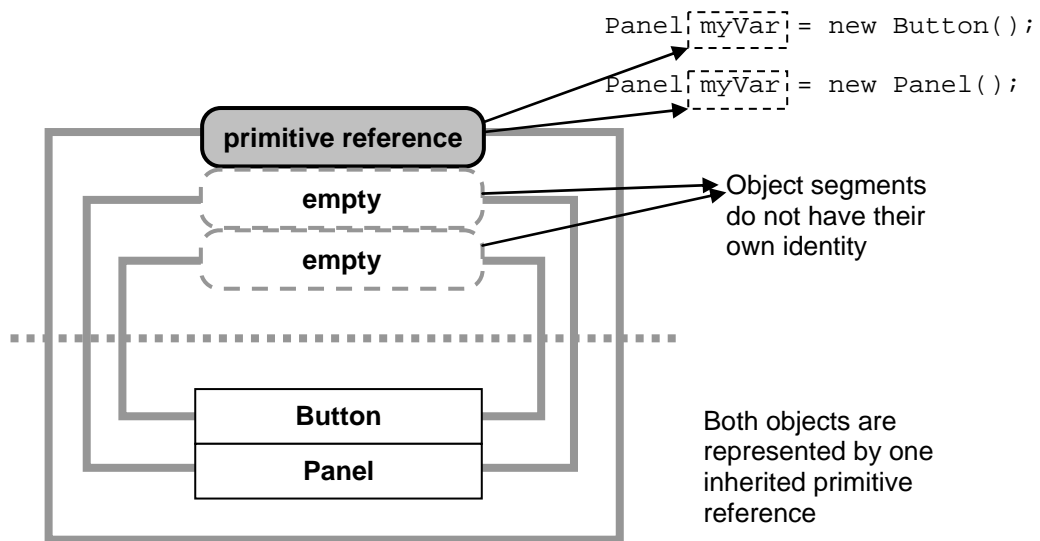 Panel myVar = new Button();
Panel myVar = new Panel();
primitive reference
empty
empty
Object segments
do not have their
own identity
Button
Panel
Both objects are
represented by one
inherited primitive
reference